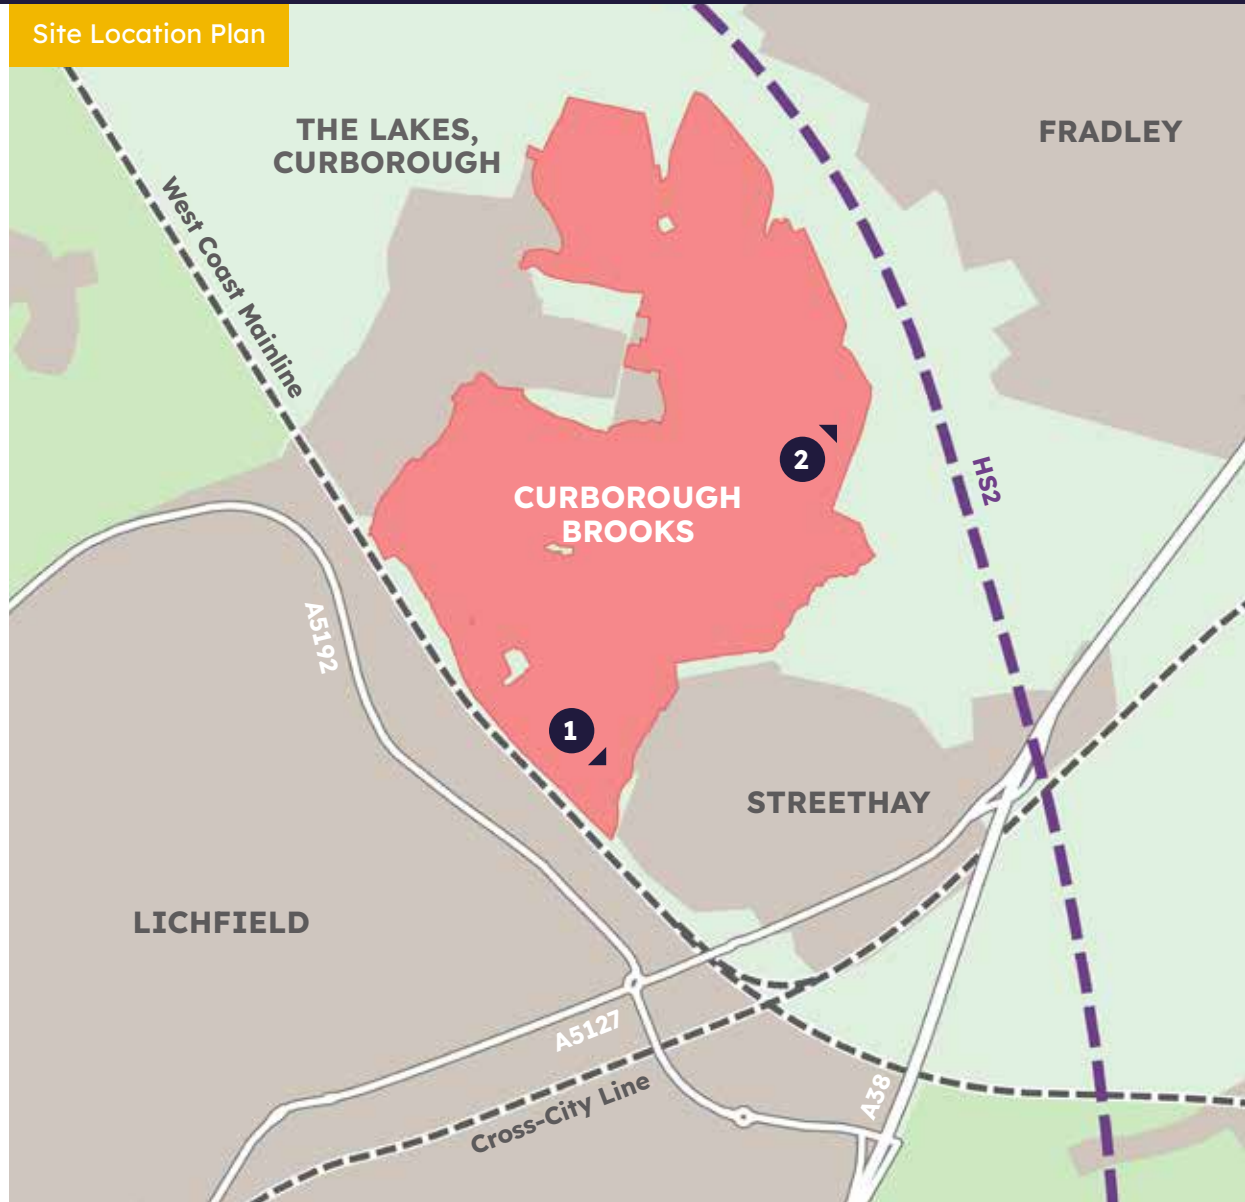 Site Location Plan
THE LAKES,
CURBOROUGH
FRADLEY
West Coast Mainline
HS2
2
CURBOROUGH
BROOKS
A5192
1
STREETHAY
LICHFIELD
A5127
Cross-City Line
A38